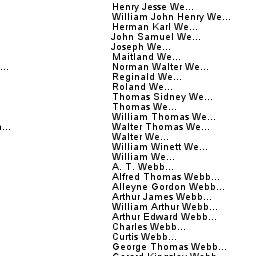 Henry Jesse We...
William John Henry We...
Herman Karl We...
John Samuel We...
Joseph We...
Maitland We...
...
Norman Walter We...
Reginald We...
Roland We...
Thomas Sidney We...
Thomas We...
William Thomas We...
...
Walter Thomas We...
Walter We...
William Winett We...
William We...
A. T. Webb...
Alfred Thomas Webb...
Alleyne Gordon Webb...
Arthur James Webb...
William Arthur Webb...
Arthur Edward Webb...
Charles Webb...
Curtis Webb...
George Thomas Webb...
Gerard Kingsley Webb...